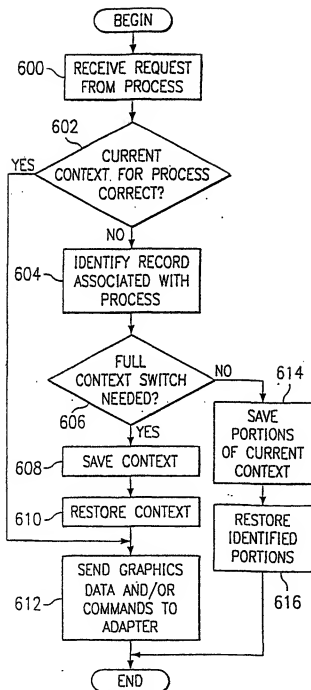 BEGIN
600
RECEIVE REQUEST
FROM PROCESS
602
YES
CURRENT
CONTEXT FOR PROCESS
CORRECT?
NO
604
IDENTIFY RECORD
ASSOCIATED WITH
PROCESS
FULL
CONTEXT SWITCH
NEEDED?
606
NO
614
YES
SAVE
PORTIONS
OF CURRENT
CONTEXT
608
SAVE CONTEXT
610
RESTORE CONTEXT
RESTORE
IDENTIFIED
PORTIONS
616
612
SEND GRAPHICS
DATA AND/OR
COMMANDS TO
ADAPTER
END